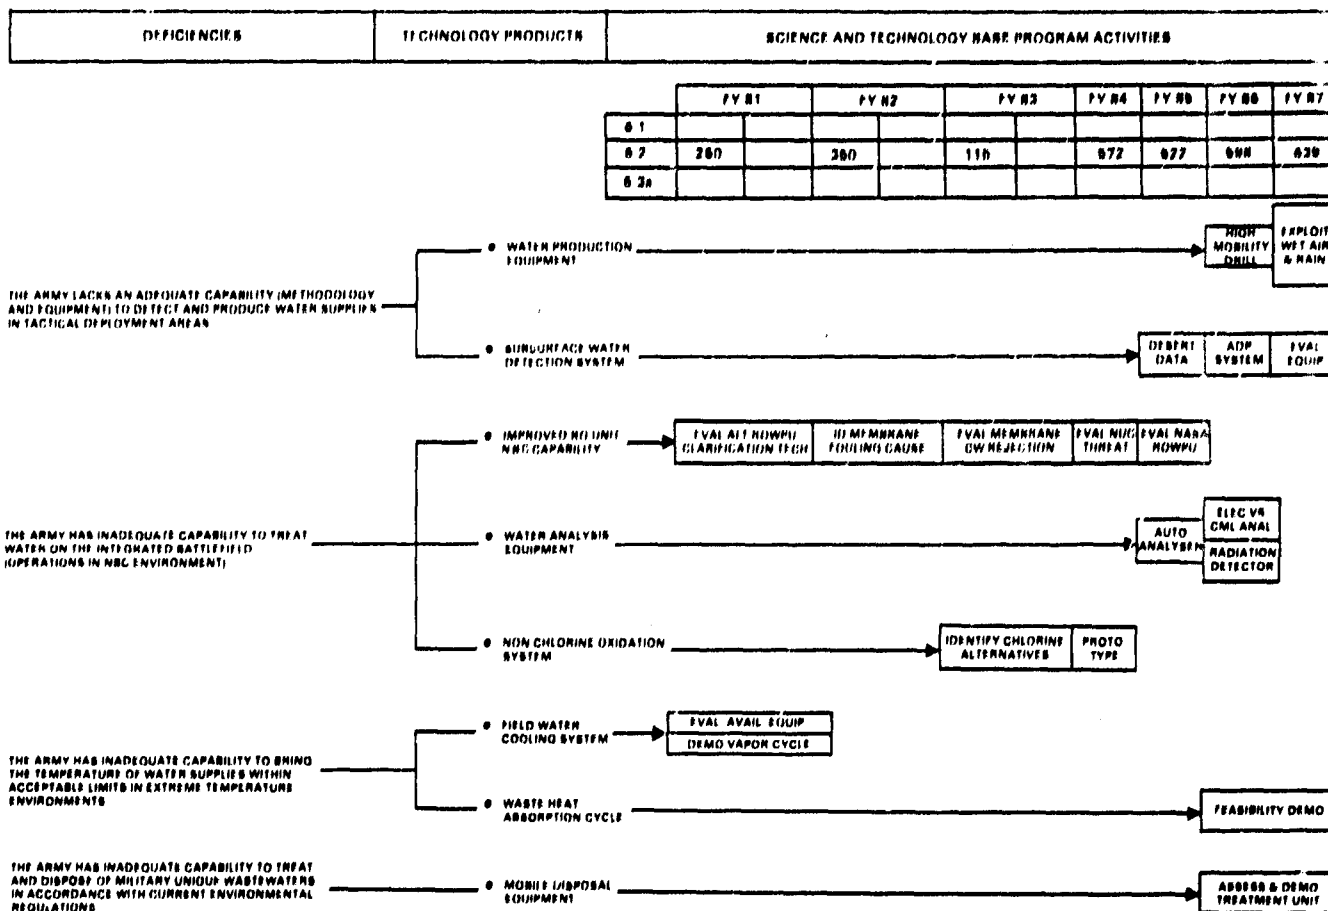 DEFICIENCIES
TECHNOLOGY PRODUCTS
SCIENCE AND TECHNOLOGY BASE PROGRAM ACTIVITIES
FY 81 FY 82 FY 83 FY 84 FY 85 FY 86 FY 87
6 1
6 2 260 360 116 672 677 639
6 3a
THE ARMY LACKS AN ADEQUATE CAPABILITY (METHODOLOGY
AND EQUIPMENT) TO DETECT AND PRODUCE WATER SUPPLIES
IN TACTICAL DEPLOYMENT AREAS
WATER PRODUCTION
EQUIPMENT
HIGH
MOBILITY
DRILL
EXPLOIT
WET AIR
& RAIN
SUBSURFACE WATER
DETECTION SYSTEM
DESERT
DATA
ADP
SYSTEM
EVAL
EQUIP
THE ARMY HAS INADEQUATE CAPABILITY TO TREAT
WATER ON THE INTEGRATED BATTLEFIELD
(OPERATIONS IN NBC ENVIRONMENT)
IMPROVED RO UNIT
NBC CAPABILITY
EVAL ALT ROWPU
CLARIFICATION TECH
ID MEMBRANE
FOULING CAUSE
EVAL MEMBRANE
CW REJECTION
EVAL NUC
THREAT
EVAL NASA
ROWPU
WATER ANALYSIS
EQUIPMENT
AUTO
ANALYSER
ELEC VS
CML ANAL
RADIATION
DETECTOR
NON CHLORINE OXIDATION
SYSTEM
IDENTIFY CHLORINE
ALTERNATIVES
PROTO
TYPE
THE ARMY HAS INADEQUATE CAPABILITY TO BRING
THE TEMPERATURE OF WATER SUPPLIES WITHIN
ACCEPTABLE LIMITS IN EXTREME TEMPERATURE
ENVIRONMENTS
FIELD WATER
COOLING SYSTEM
EVAL AVAIL EQUIP
DEMO VAPOR CYCLE
WASTE HEAT
ABSORPTION CYCLE
FEASIBILITY DEMO
THE ARMY HAS INADEQUATE CAPABILITY TO TREAT
AND DISPOSE OF MILITARY UNIQUE WASTEWATERS
IN ACCORDANCE WITH CURRENT ENVIRONMENTAL
REGULATIONS
MOBILE DISPOSAL
EQUIPMENT
ASSESS & DEMO
TREATMENT UNIT